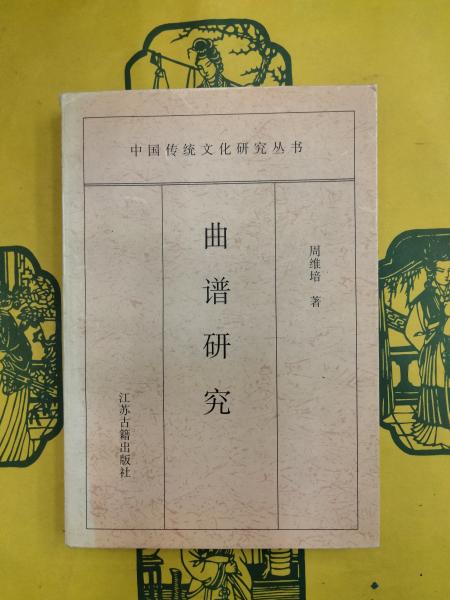 中国传统文化研究丛书
曲谱研究
周维培 著
江苏古籍出版社